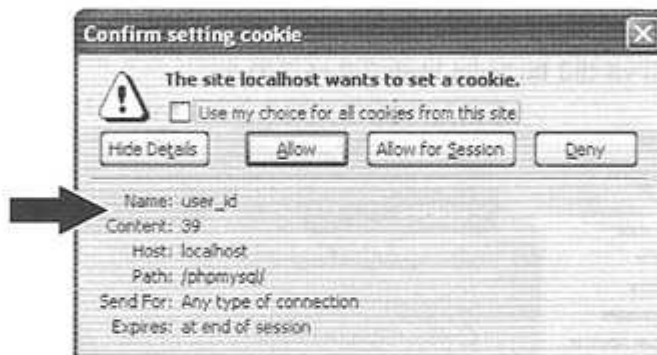 Confirm setting cookie
The site localhost wants to set a cookie.
Use my choice for all cookies from this site
Hide Details Allow Allow for Session Deny
Name: user_id
Content: 39
Host: localhost
Path: /phpmysql/
Send For: Any type of connection
Expires: at end of session